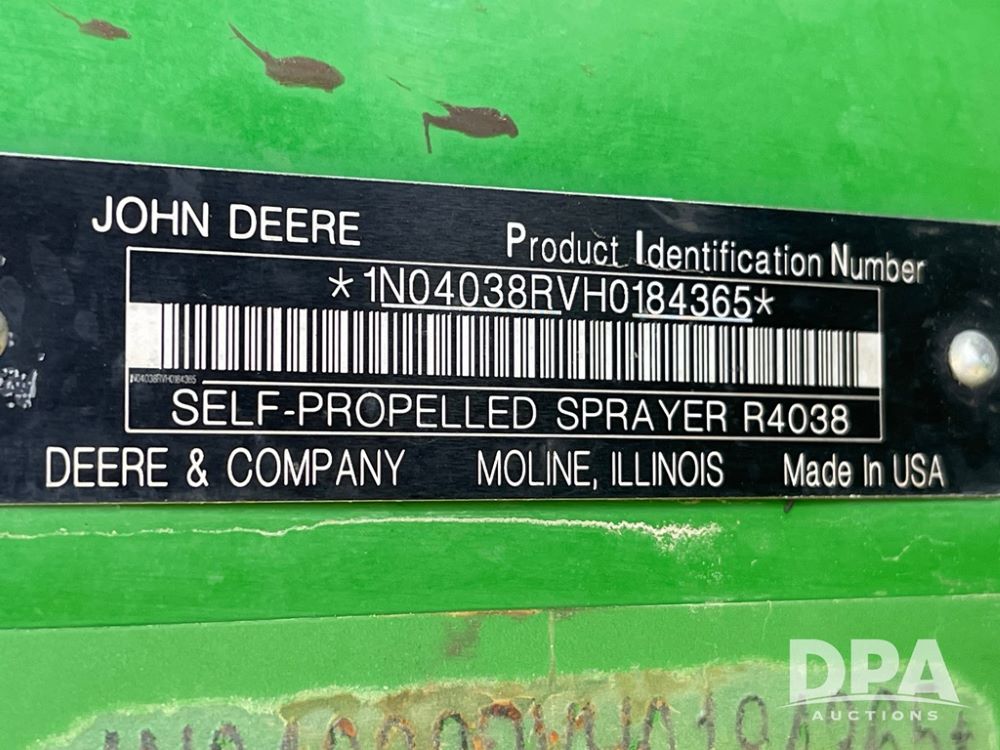 JOHN DEERE
Product Identification Number
*1N04038RVH0184365*
1N04038RVH0184365
SELF-PROPELLED SPRAYER R4038
DEERE & COMPANY MOLINE, ILLINOIS Made In USA
DPA
AUCTIONS